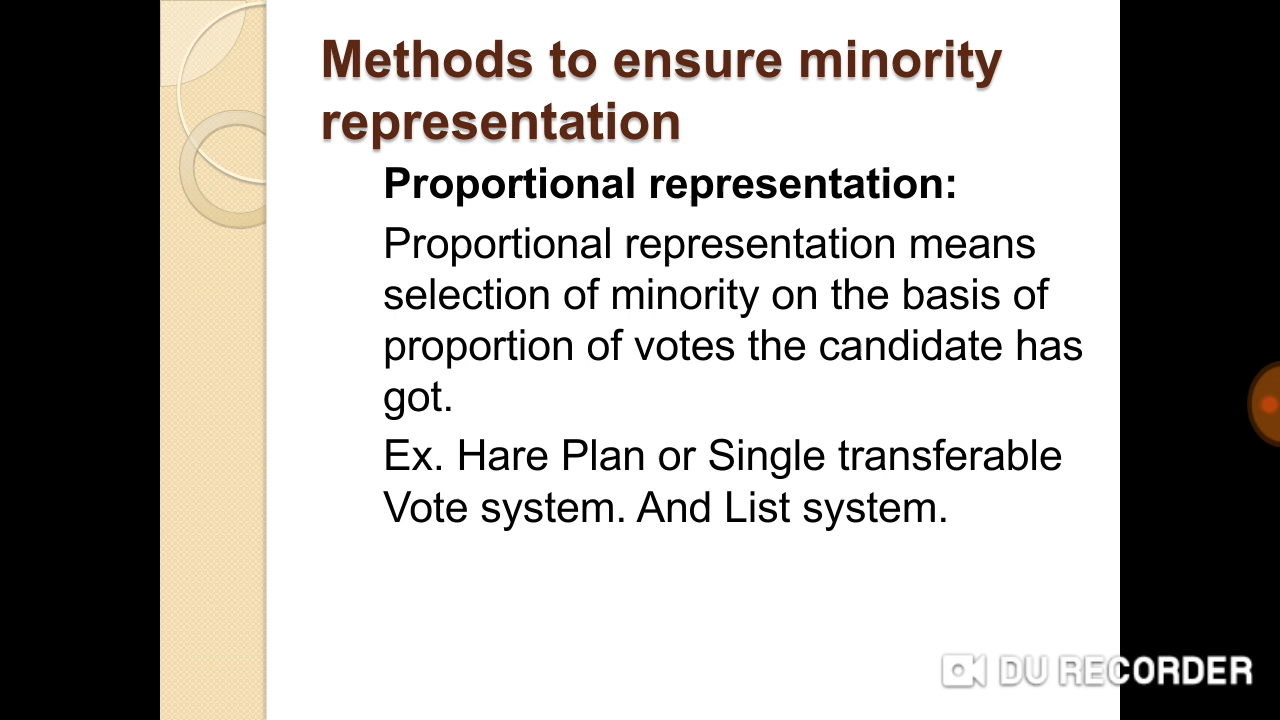 Methods to ensure minority
representation
Proportional representation:
Proportional representation means
selection of minority on the basis of
proportion of votes the candidate has
got.
Ex. Hare Plan or Single transferable
Vote system. And List system.
DU RECORDER